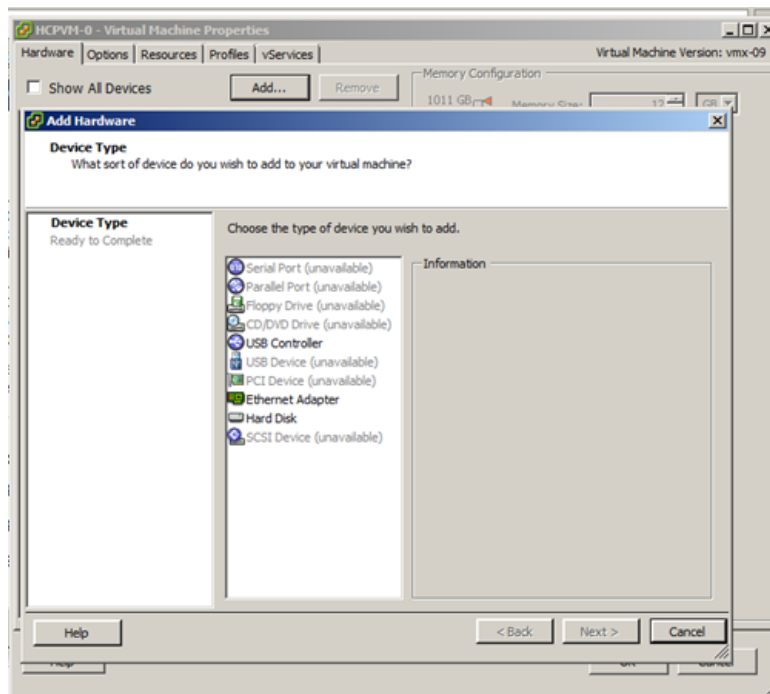 HCPVM-0 - Virtual Machine Properties
Hardware Options Resources Profiles vServices Virtual Machine Version: vmx-09
Show All Devices Add... Remove
Memory Configuration
1011 GB Memory Size: 12 GB
Add Hardware
Device Type
What sort of device do you wish to add to your virtual machine?
Device Type
Ready to Complete
Choose the type of device you wish to add.
Serial Port (unavailable)
Parallel Port (unavailable)
Floppy Drive (unavailable)
CD/DVD Drive (unavailable)
USB Controller
USB Device (unavailable)
PCI Device (unavailable)
Ethernet Adapter
Hard Disk
SCSI Device (unavailable)
Information
Help < Back Next > Cancel
Help OK Cancel